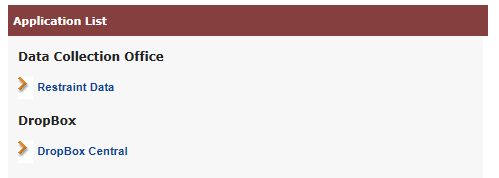 Application List
Data Collection Office
Restraint Data
DropBox
DropBox Central